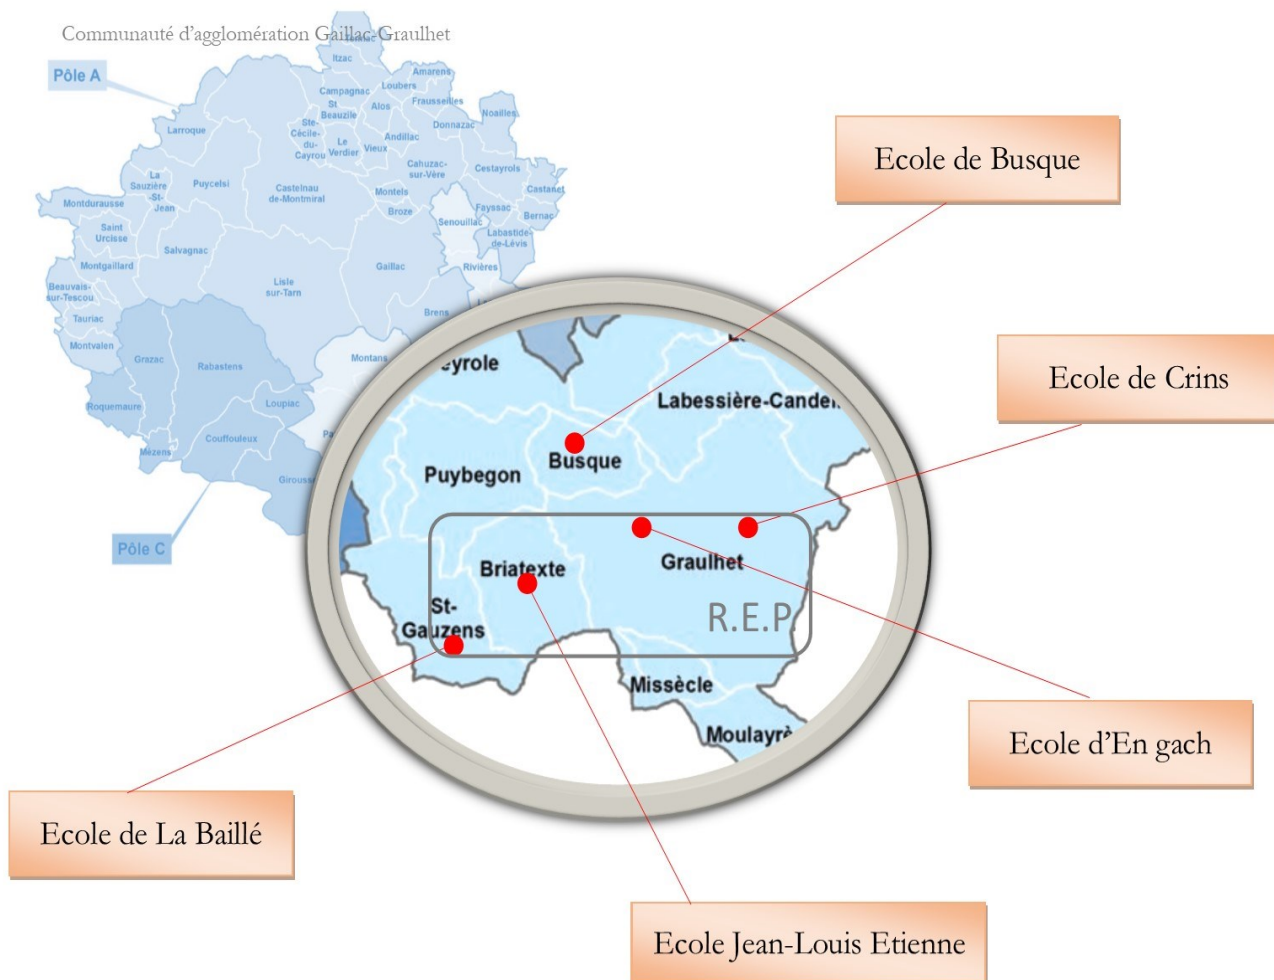 Communauté d'agglomération Gaillac-Graulhet
Pôle A
Itzac
Campagnac
Loubers
Amarens
St
Beauzile
Alos
Frausseilles
Noailles
Larroque
Ste-
Cécile-
du-
Cayrou
Le
Verdier
Vieux
Andillac
Donnazac
Cahuzac-
sur-Vère
Cestayrols
La
Sauzière
-St-
Jean
Puycelsi
Castelnau
de-Montmiral
Montels
Castanet
Montdurausse
Broze
Senouillac
Fayssac
Bernac
Saint
Urcisse
Labastide-
de-Lévis
Salvagnac
Montgaillard
Gaillac
Rivières
Beauvais-
sur-Tescou
Lisle
sur-Tarn
Tauriac
Brens
Montvalen
Grazac
Rabastens
Montans
Roquemaure
Loupiac
Couffouleux
Mézens
Pôle C
Ecole de Busque
Ecole de Crins
Labessière-Candei
Busque
Puybegon
Briatexte
Graulhet
St-
Gauzens
R.E.P
Missècle
Moulayrè
Ecole d'En gach
Ecole de La Baillé
Ecole Jean-Louis Etienne